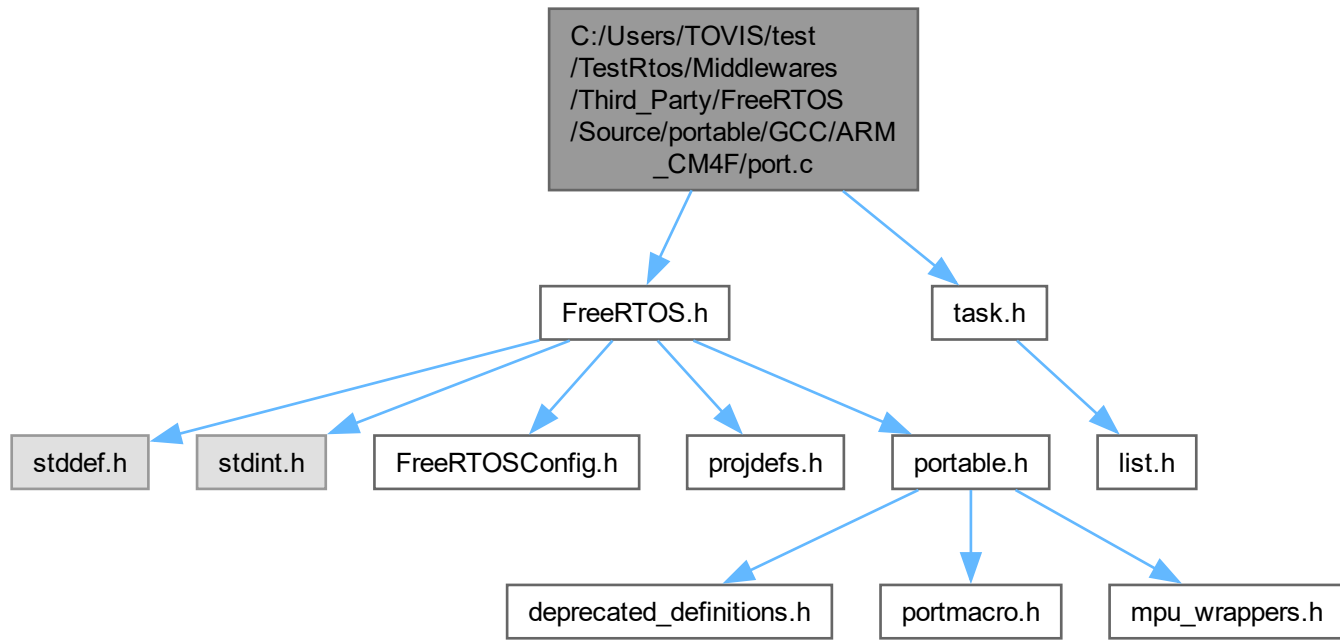 C:/Users/TOVIS/test
/TestRtos/Middlewares
/Third_Party/FreeRTOS
/Source/portable/GCC/ARM
_CM4F/port.c
FreeRTOS.h
task.h
stddef.h
stdint.h
FreeRTOSConfig.h
projdefs.h
portable.h
list.h
deprecated_definitions.h
portmacro.h
mpu_wrappers.h